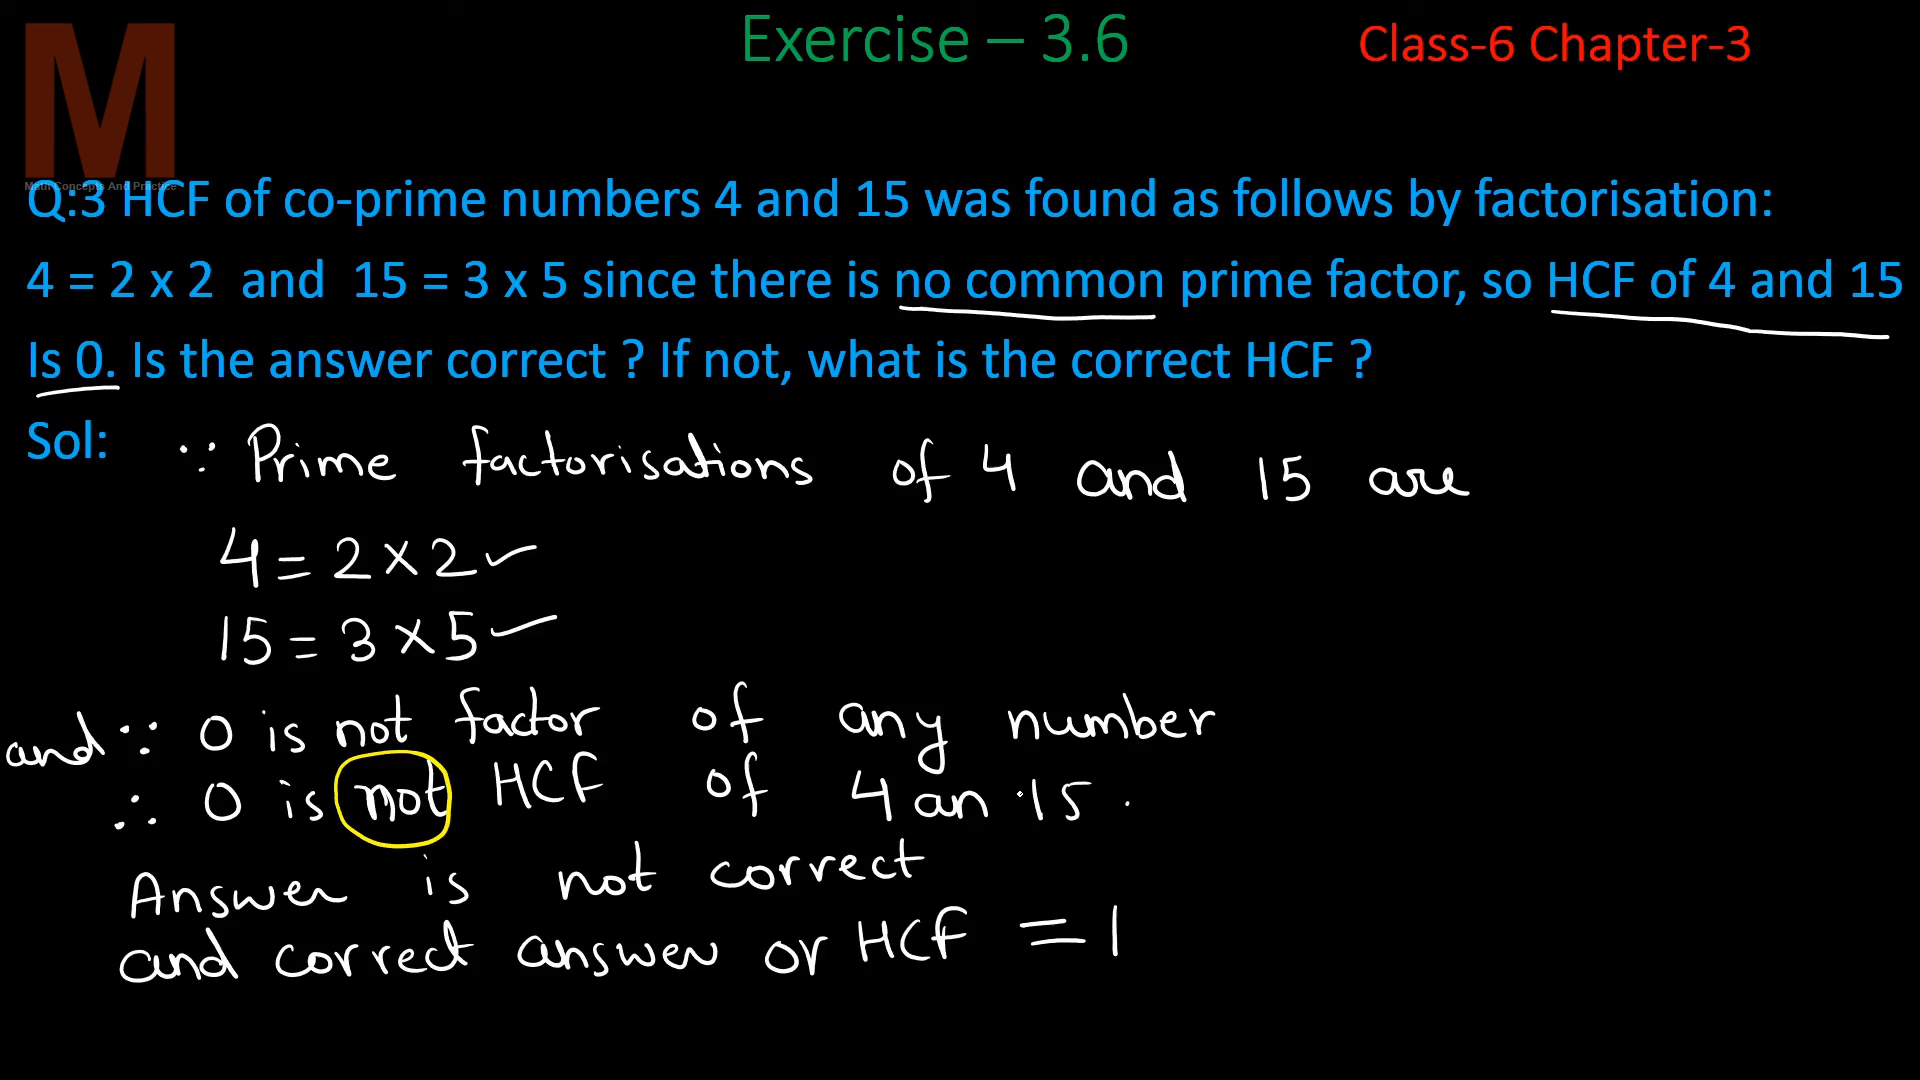 Exercise – 3.6
Class-6 Chapter-3
M
Math Concepts And Practice
Q:3 HCF of co-prime numbers 4 and 15 was found as follows by factorisation:
4 = 2 x 2 and 15 = 3 x 5 since there is no common prime factor, so HCF of 4 and 15
Is 0. Is the answer correct ? If not, what is the correct HCF ?
Sol: ∵ Prime factorisations of 4 and 15 are
4 = 2 × 2 ✓
15 = 3 × 5 ✓
and ∵ 0 is not factor of any number
∴ 0 is not HCF of 4 an 15.
Answer is not correct
and correct answer or HCF = 1